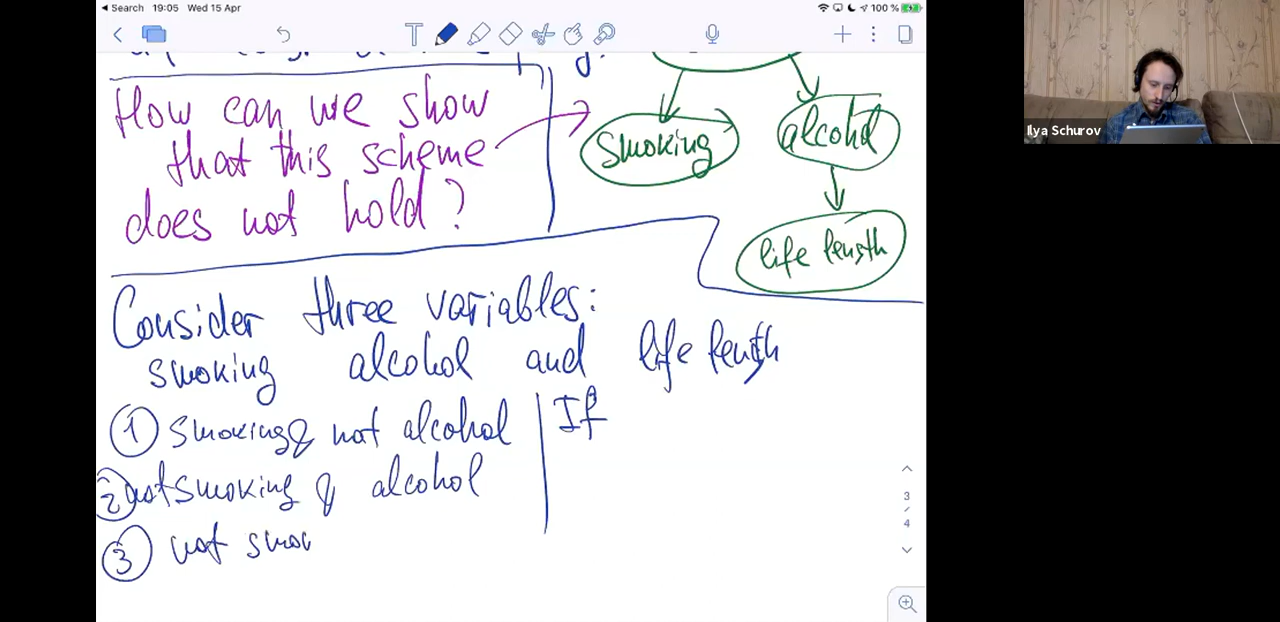 Search 19:05 Wed 15 Apr 100 %
How can we show
that this scheme
does not hold?
smoking
alcohol
life length
Ilya Schurov
Consider three variables:
smoking alcohol and life length
1 smoking & not alcohol
2 not smoking & alcohol
3 not smo
If
3
4